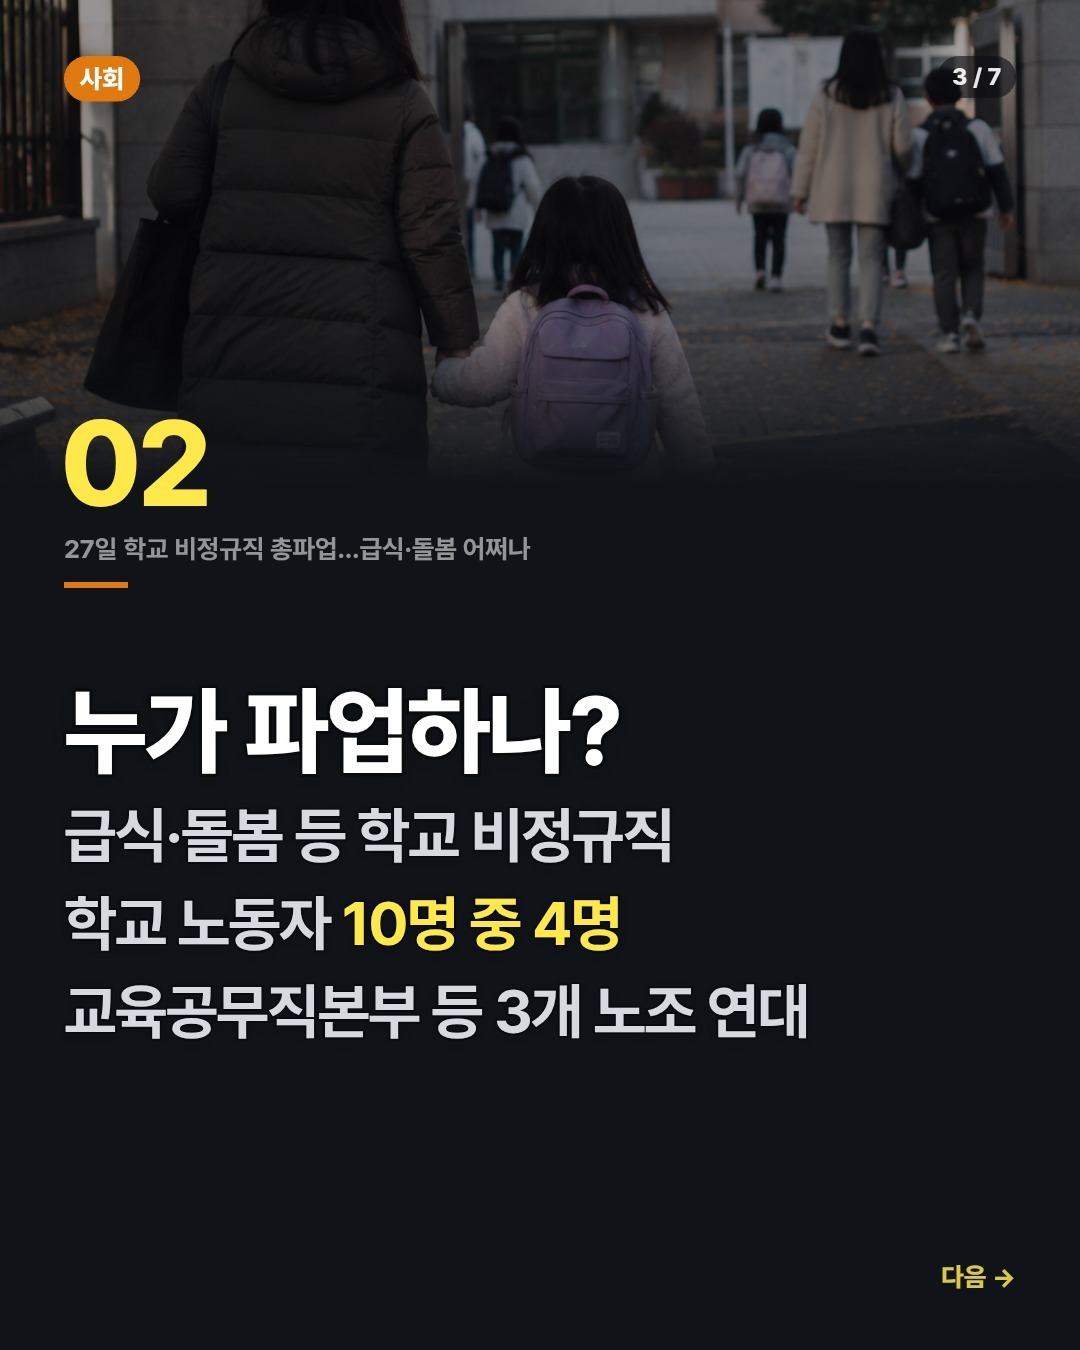 사회
3 / 7
02
27일 학교 비정규직 총파업...급식·돌봄 어쩌나
누가 파업하나?
급식·돌봄 등 학교 비정규직
학교 노동자 10명 중 4명
교육공무직본부 등 3개 노조 연대
다음 →